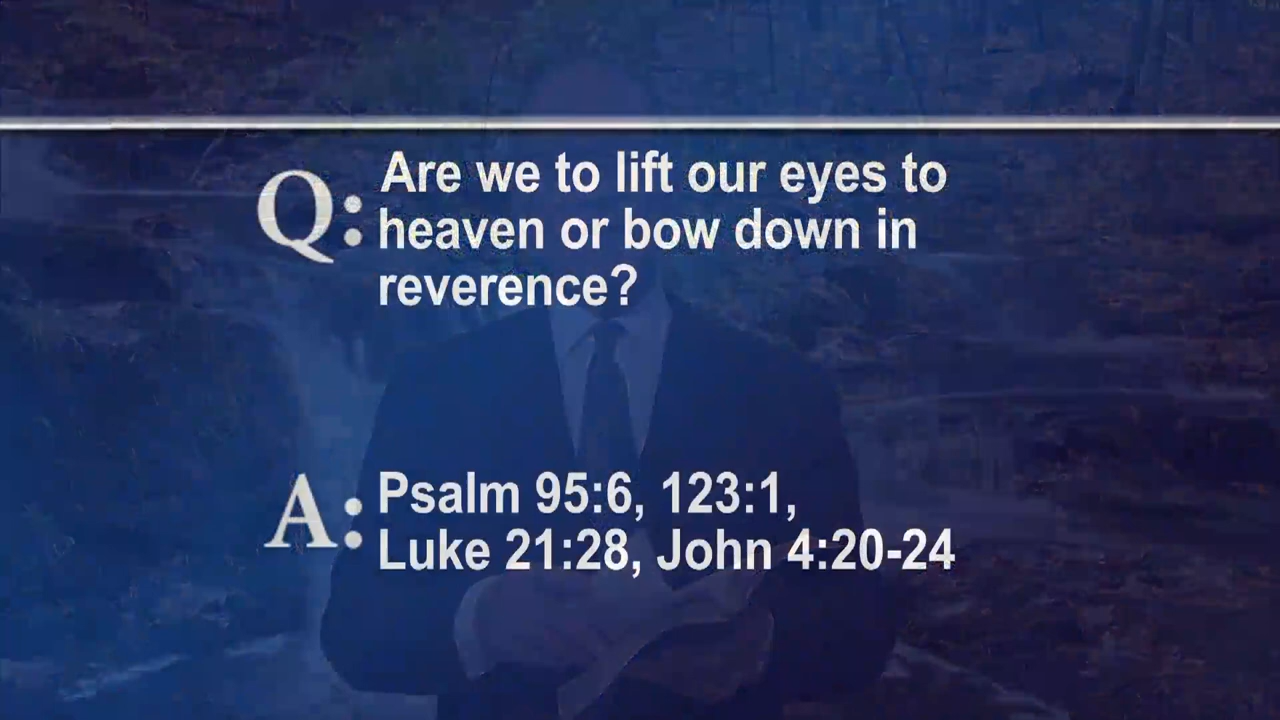 Q: Are we to lift our eyes to
heaven or bow down in
reverence?
A: Psalm 95:6, 123:1,
Luke 21:28, John 4:20-24